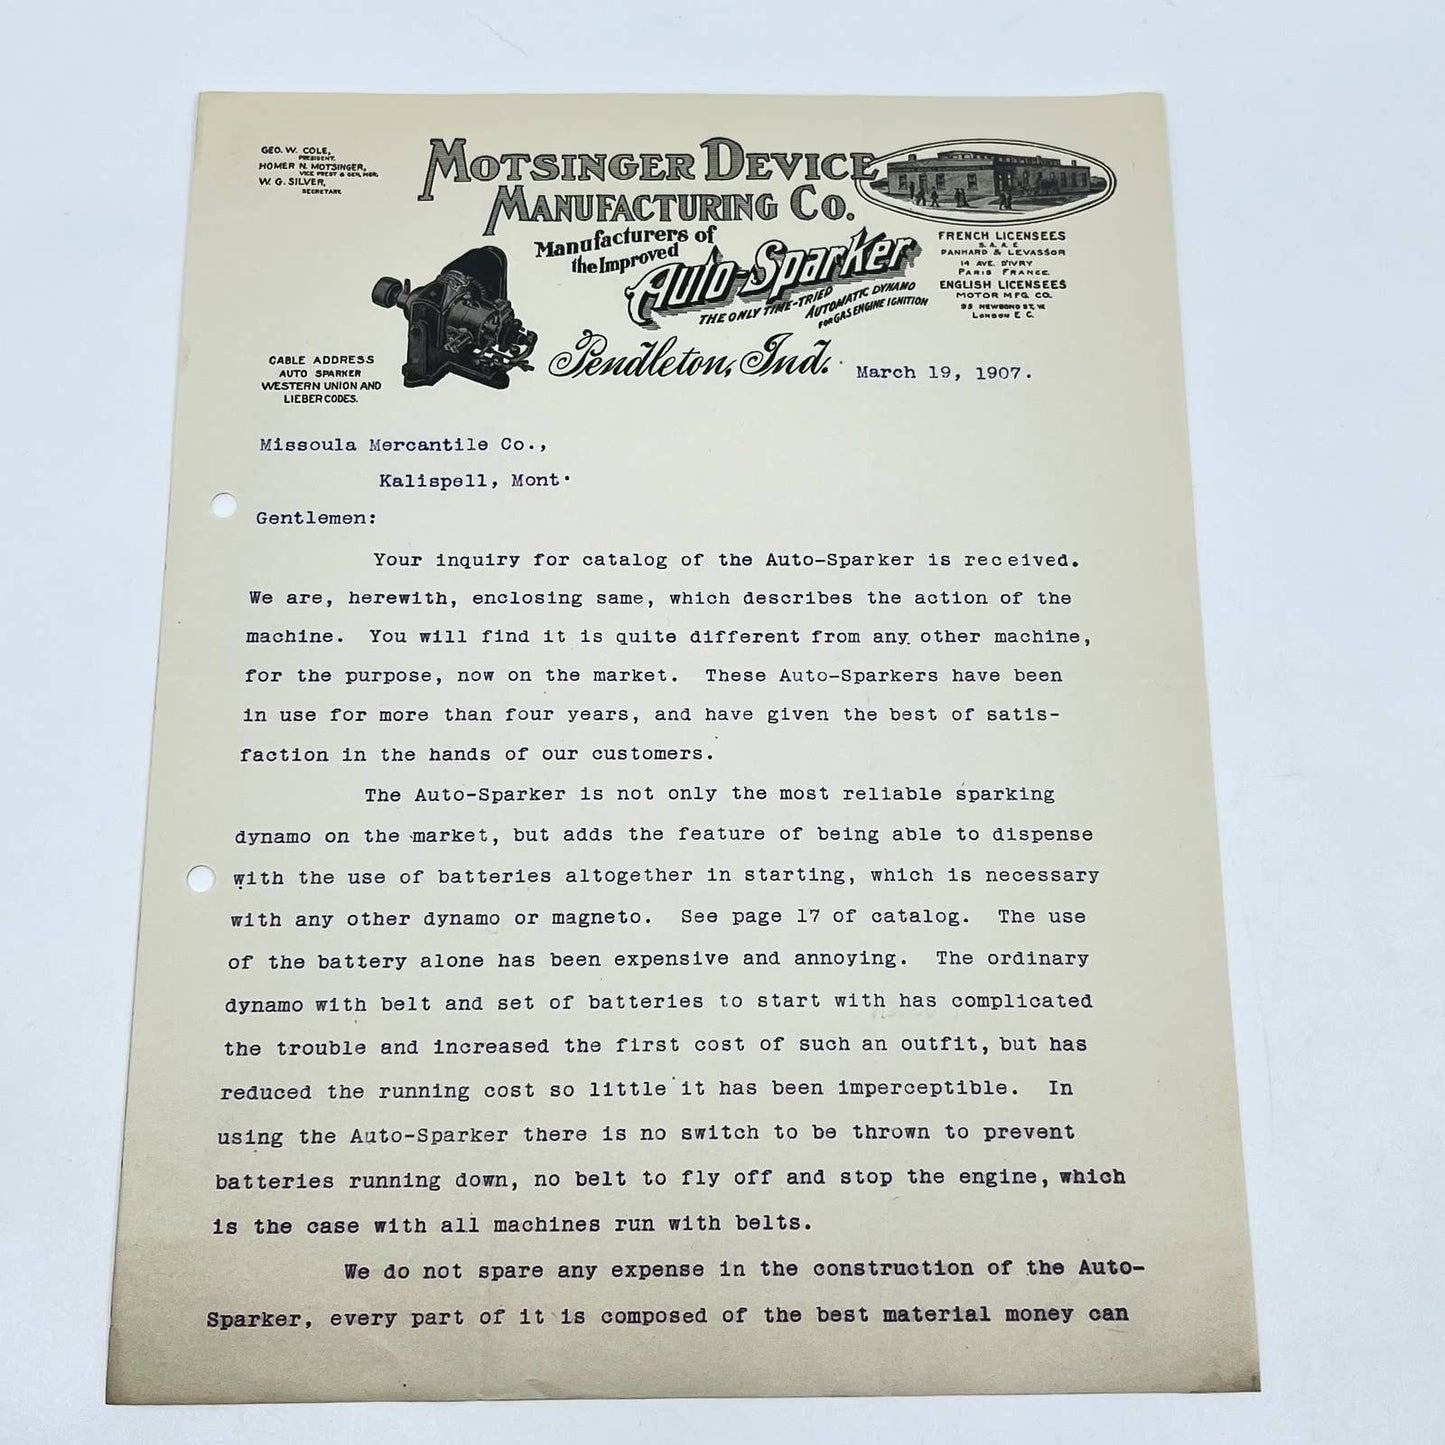 GEO. W. COLE,
PRESIDENT.
HOMER N. MOTSINGER,
VICE PREST & GEN. MGR.
W. G. SILVER,
SECRETARY.
MOTSINGER DEVICE
MANUFACTURING CO.
Manufacturers of
the Improved
Auto-Sparker
THE ONLY TIME-TRIED
AUTOMATIC DYNAMO
FOR GAS ENGINE IGNITION
FRENCH LICENSEES
S. A. A. E.
PANHARD & LEVASSOR
14 AVE. D'IVRY
PARIS FRANCE.
ENGLISH LICENSEES
MOTOR MFG. CO.
95 NEWBOND ST. W.
LONDON E. C.
CABLE ADDRESS
AUTO SPARKER
WESTERN UNION AND
LIEBER CODES.
Pendleton, Ind.
March 19, 1907.
Missoula Mercantile Co.,
Kalispell, Mont.
Gentlemen:
Your inquiry for catalog of the Auto-Sparker is received.
We are, herewith, enclosing same, which describes the action of the
machine. You will find it is quite different from any other machine,
for the purpose, now on the market. These Auto-Sparkers have been
in use for more than four years, and have given the best of satis-
faction in the hands of our customers.
The Auto-Sparker is not only the most reliable sparking
dynamo on the market, but adds the feature of being able to dispense
with the use of batteries altogether in starting, which is necessary
with any other dynamo or magneto. See page 17 of catalog. The use
of the battery alone has been expensive and annoying. The ordinary
dynamo with belt and set of batteries to start with has complicated
the trouble and increased the first cost of such an outfit, but has
reduced the running cost so little it has been imperceptible. In
using the Auto-Sparker there is no switch to be thrown to prevent
batteries running down, no belt to fly off and stop the engine, which
is the case with all machines run with belts.
We do not spare any expense in the construction of the Auto-
Sparker, every part of it is composed of the best material money can